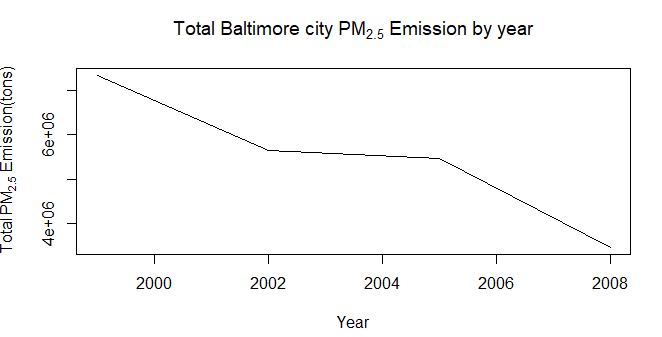 Total Baltimore city PM2.5 Emission by year
Total PM2.5 Emission(tons)
6e+06
4e+06
2000 2002 2004 2006 2008
Year